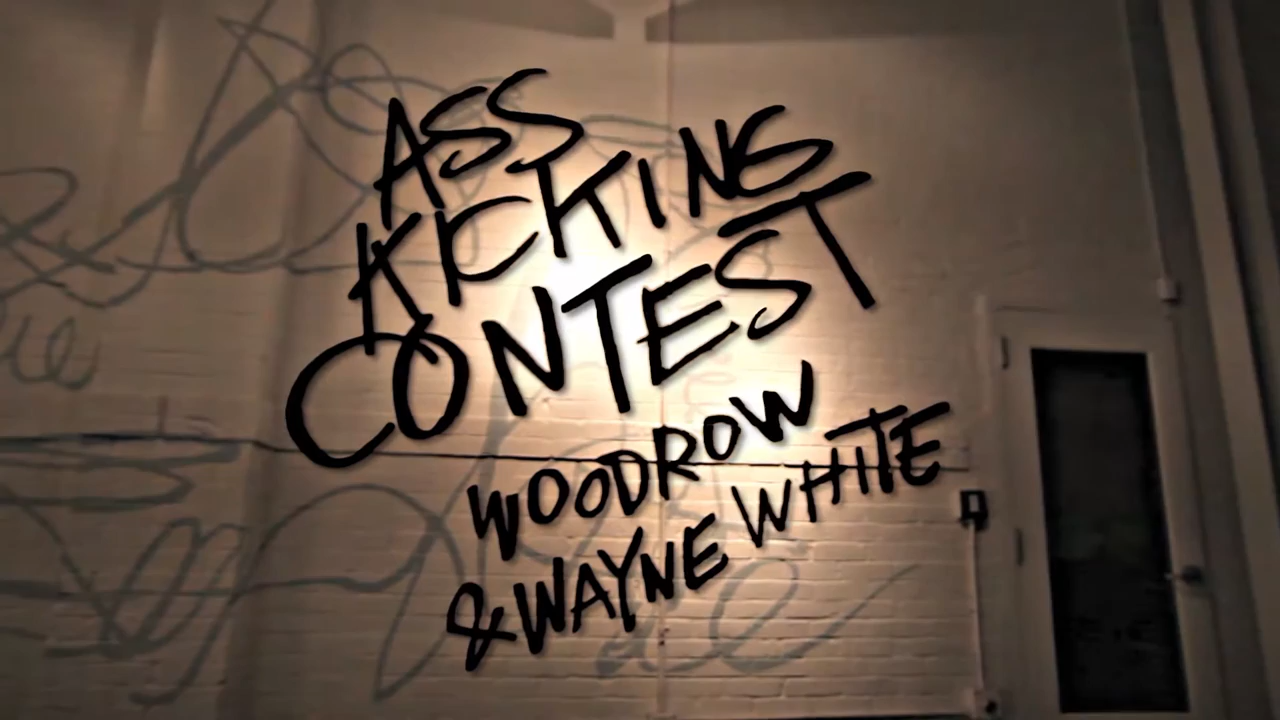 ASS
KICKING
CONTEST
WOODROW
& WAYNE WHITE